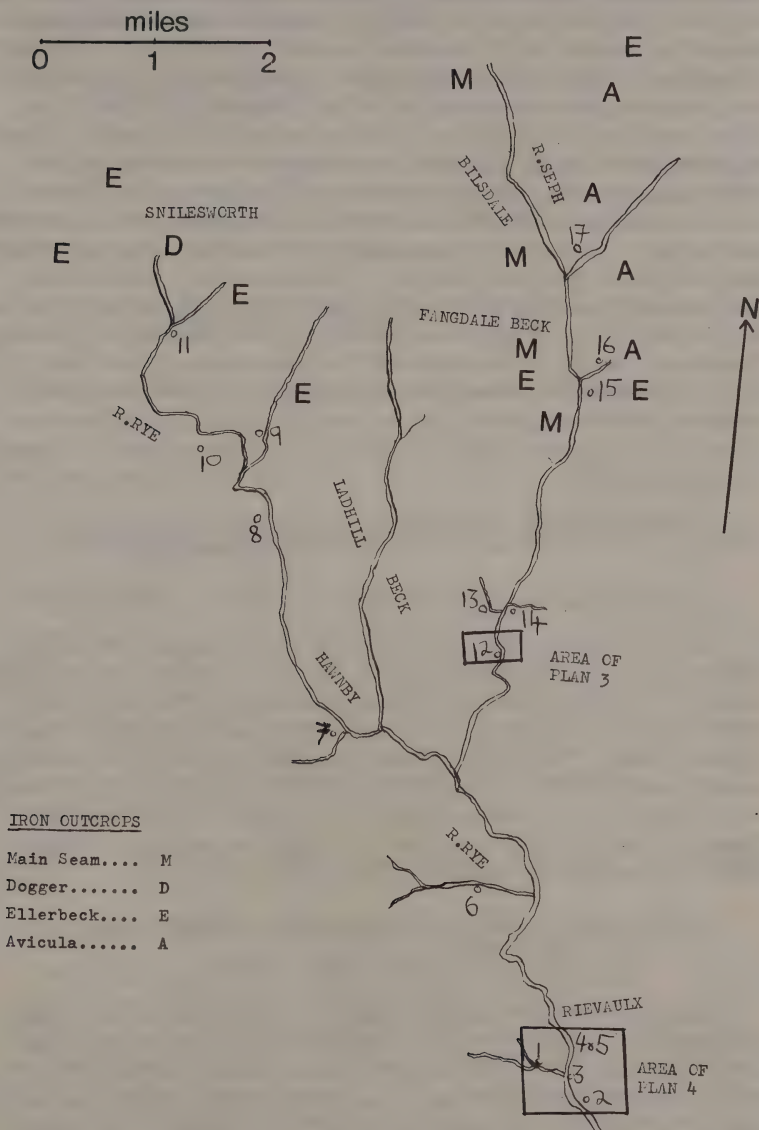 miles
0 1 2
E
M
A
E
SNILESWORTH
BILSDALE
R.SEPH
A
E
D
17
M
A
E
11
FANGDALE BECK
N
M
16
A
E
15
E
E
M
R.RYE
9
10
8
LADHILL
BECK
13
14
12
AREA OF
PLAN 3
HAWNBY
7
IRON OUTCROPS
Main Seam.... M
Dogger....... D
Ellerbeck.... E
Avicula...... A
R.RYE
6
RIEVAULX
4 5
1
3
2
AREA OF
PLAN 4